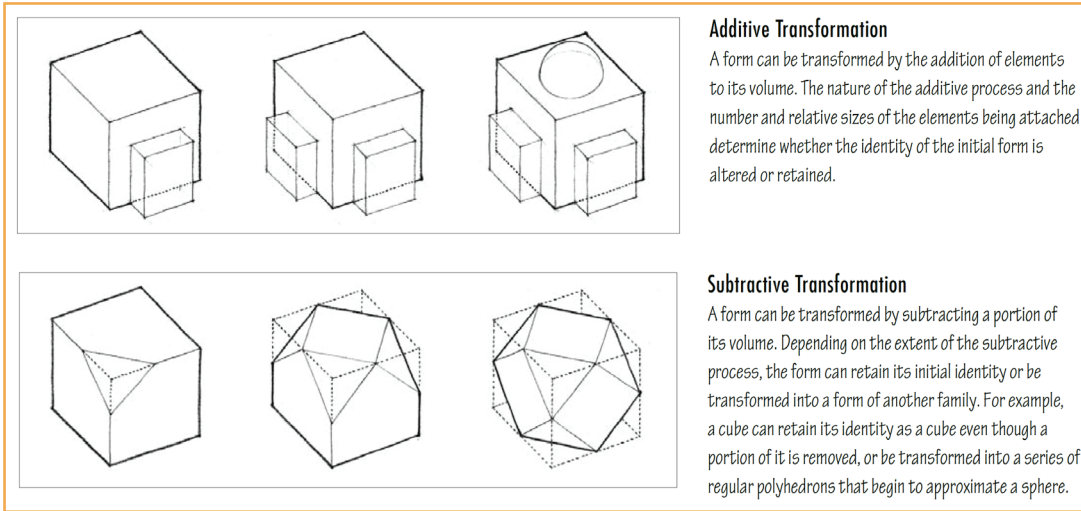 Additive Transformation
A form can be transformed by the addition of elements
to its volume. The nature of the additive process and the
number and relative sizes of the elements being attached
determine whether the identity of the initial form is
altered or retained.
Subtractive Transformation
A form can be transformed by subtracting a portion of
its volume. Depending on the extent of the subtractive
process, the form can retain its initial identity or be
transformed into a form of another family. For example,
a cube can retain its identity as a cube even though a
portion of it is removed, or be transformed into a series of
regular polyhedrons that begin to approximate a sphere.